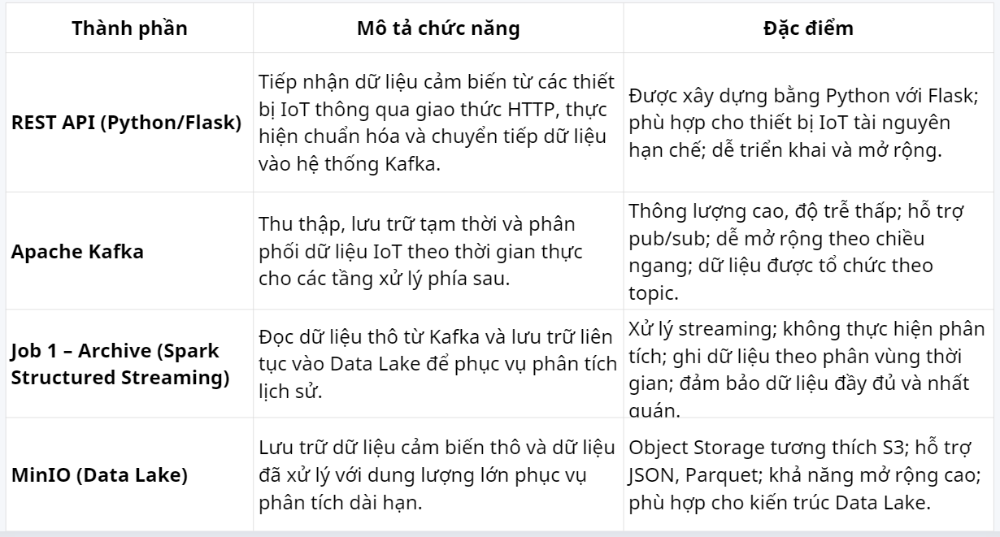 Thành phần
Mô tả chức năng
Đặc điểm
REST API (Python/Flask)
Tiếp nhận dữ liệu cảm biến từ các thiết
bị IoT thông qua giao thức HTTP, thực
hiện chuẩn hóa và chuyển tiếp dữ liệu
vào hệ thống Kafka.
Được xây dựng bằng Python với Flask;
phù hợp cho thiết bị IoT tài nguyên
hạn chế; dễ triển khai và mở rộng.
Apache Kafka
Thu thập, lưu trữ tạm thời và phân
phối dữ liệu IoT theo thời gian thực
cho các tầng xử lý phía sau.
Thông lượng cao, độ trễ thấp; hỗ trợ
pub/sub; dễ mở rộng theo chiều
ngang; dữ liệu được tổ chức theo
topic.
Job 1 – Archive (Spark
Structured Streaming)
Đọc dữ liệu thô từ Kafka và lưu trữ liên
tục vào Data Lake để phục vụ phân tích
lịch sử.
Xử lý streaming; không thực hiện phân
tích; ghi dữ liệu theo phân vùng thời
gian; đảm bảo dữ liệu đầy đủ và nhất
quán.
MinIO (Data Lake)
Lưu trữ dữ liệu cảm biến thô và dữ liệu
đã xử lý với dung lượng lớn phục vụ
phân tích dài hạn.
Object Storage tương thích S3; hỗ trợ
JSON, Parquet; khả năng mở rộng cao;
phù hợp cho kiến trúc Data Lake.